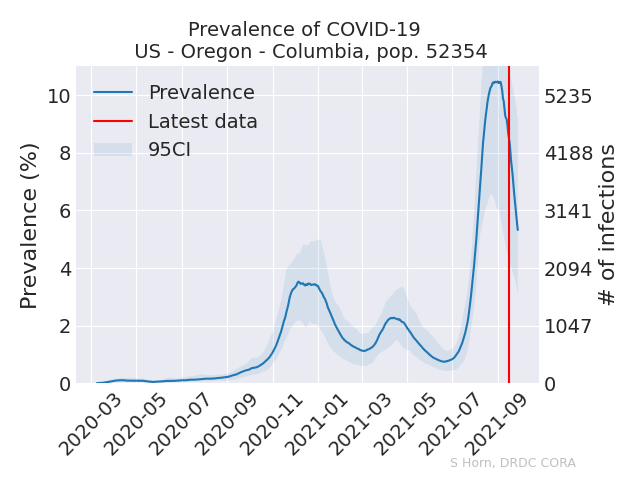 Prevalence of COVID-19
US - Oregon - Columbia, pop. 52354
Prevalence
Latest data
95CI
Prevalence (%)
10
8
6
4
2
0
# of infections
5235
4188
3141
2094
1047
0
2020-03
2020-05
2020-07
2020-09
2020-11
2021-01
2021-03
2021-05
2021-07
2021-09
S Horn, DRDC CORA